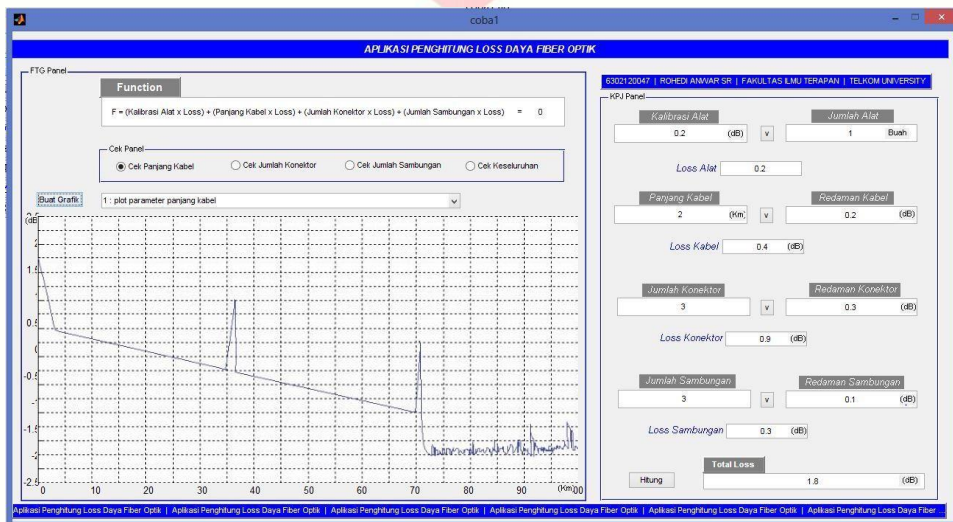 coba1
APLIKASI PENGHITUNG LOSS DAYA FIBER OPTIK
FTG Panel
Function
F = (Kalibrasi Alat x Loss) + (Panjang Kabel x Loss) + (Jumlah Konektor x Loss) + (Jumlah Sambungan x Loss) = 0
Cek Panel
Cek Panjang Kabel Cek Jumlah Konektor Cek Jumlah Sambungan Cek Keseluruhan
Buat Grafik 1 : plot parameter panjang kabel
2.5
(dB
2
1.5
0.5
0
-0.5
-1
-1.5
-2
-2.5
0 10 20 30 40 50 60 70 80 90 (Km) 00
6302120047 | ROHEDI ANWAR SR | FAKULTAS ILMU TERAPAN | TELKOM UNIVERSITY
KPJ Panel
Kalibrasi Alat Jumlah Alat
0.2 (dB) v 1 Buah
Loss Alat 0.2
Panjang Kabel Redaman Kabel
2 (Km) v 0.2 (dB)
Loss Kabel 0.4 (dB)
Jumlah Konektor Redaman Konektor
3 v 0.3 (dB)
Loss Konektor 0.9 (dB)
Jumlah Sambungan Redaman Sambungan
3 v 0.1 (dB)
Loss Sambungan 0.3 (dB)
Total Loss
Hitung 1.8 (dB)
Aplikasi Penghitung Loss Daya Fiber Optik | Aplikasi Penghitung Loss Daya Fiber Optik | Aplikasi Penghitung Loss Daya Fiber Optik | Aplikasi Penghitung Loss Daya Fiber Optik | Aplikasi Penghitung Loss Daya Fiber Optik | Aplikasi Penghitung Loss Daya Fiber ...